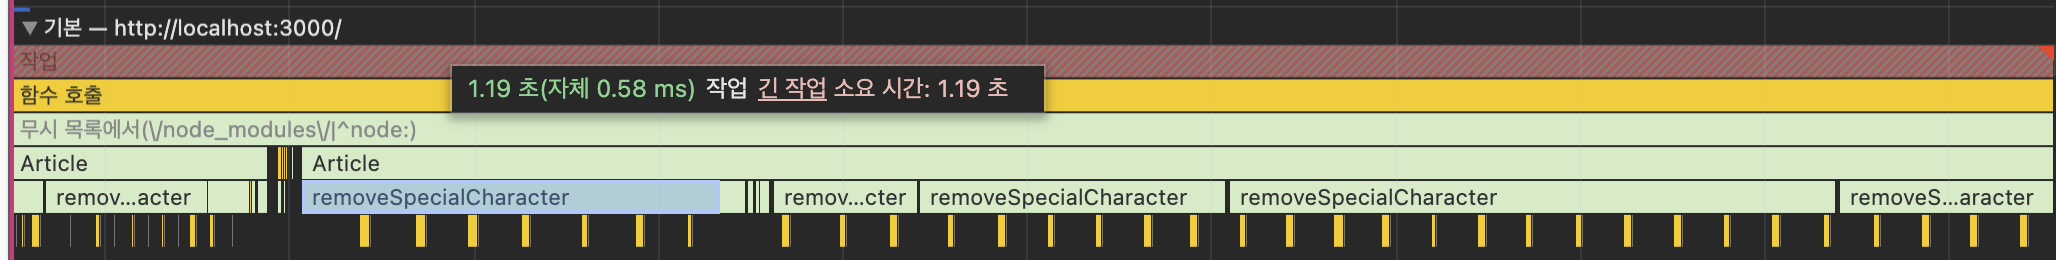 ▼ 기본 — http://localhost:3000/
작업
1.19 초(자체 0.58 ms) 작업 긴 작업 소요 시간: 1.19 초
함수 호출
무시 목록에서(\/node_modules\/|^node:)
Article Article
remov...acter removeSpecialCharacter remov...cter removeSpecialCharacter removeSpecialCharacter removeS...aracter